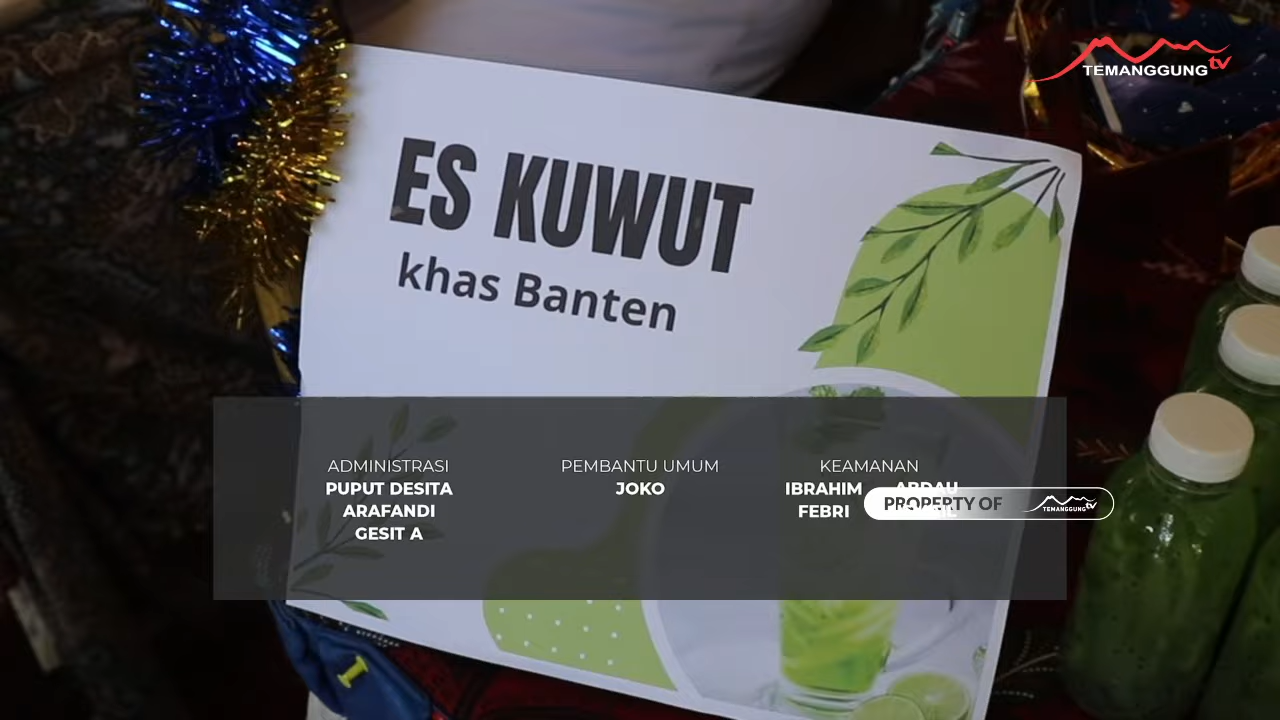 TEMANGGUNG tv
ES KUWUT
khas Banten
ADMINISTRASI
PUPUT DESITA
ARAFANDI
GESIT A
PEMBANTU UMUM
JOKO
KEAMANAN
IBRAHIM ABDAU
FEBRI
PROPERTY OF TEMANGGUNG tv